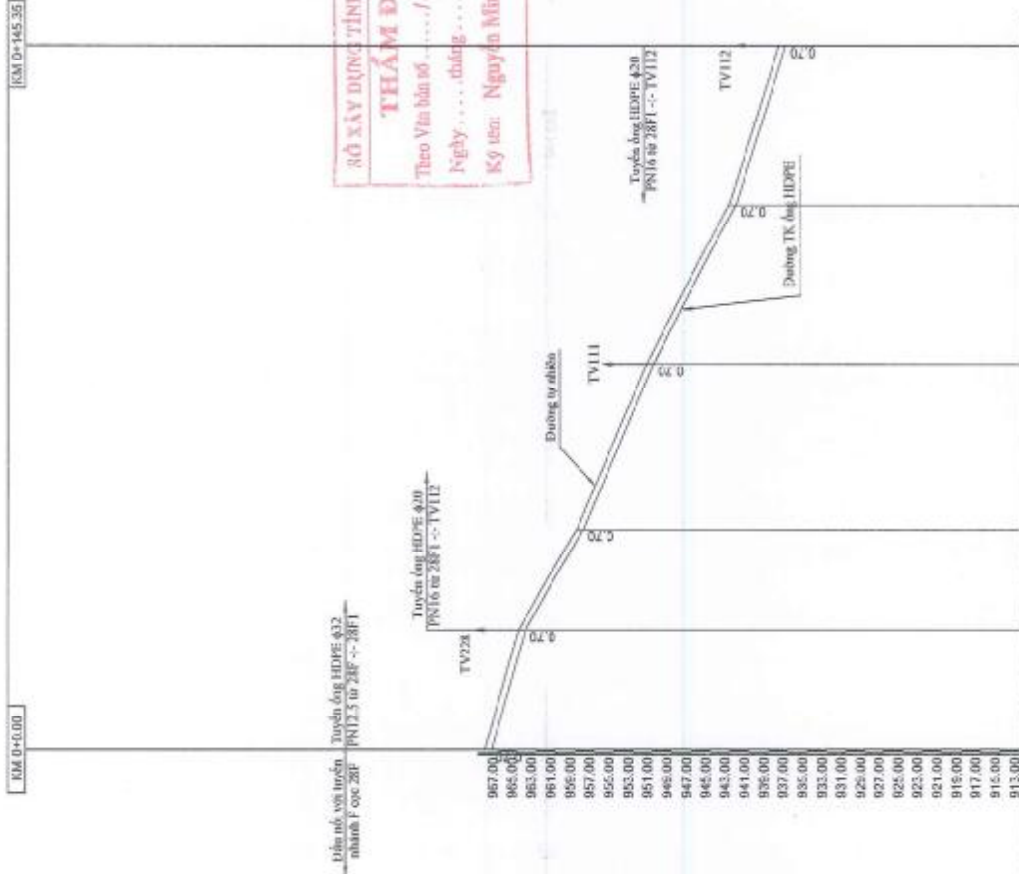 KM 0+0.00
KM 0+145.35
SỞ XÂY DỰNG TỈNH
THẨM Đ
Theo Văn bản số ....../
Ngày .....tháng ....
Ký tên: Nguyễn Min
Đấu nối với tuyến
nhánh F cọc 28F
Tuyến ống HDPE ϕ32
PN12.5 từ 28F -:- 28F1
Tuyến ống HDPE ϕ20
PN16 từ 28F1 -:- TV112
Tuyến ống HDPE ϕ20
PN16 từ 28F1 -:- TV112
TV228
Đường tự nhiên
TV111
TV112
Đường TK ống HDPE
0.70
0.70
0.70
0.70
0.70
967.00
965.00
963.00
961.00
959.00
957.00
955.00
953.00
951.00
949.00
947.00
945.00
943.00
941.00
939.00
937.00
935.00
933.00
931.00
929.00
927.00
925.00
923.00
921.00
919.00
917.00
915.00
913.00